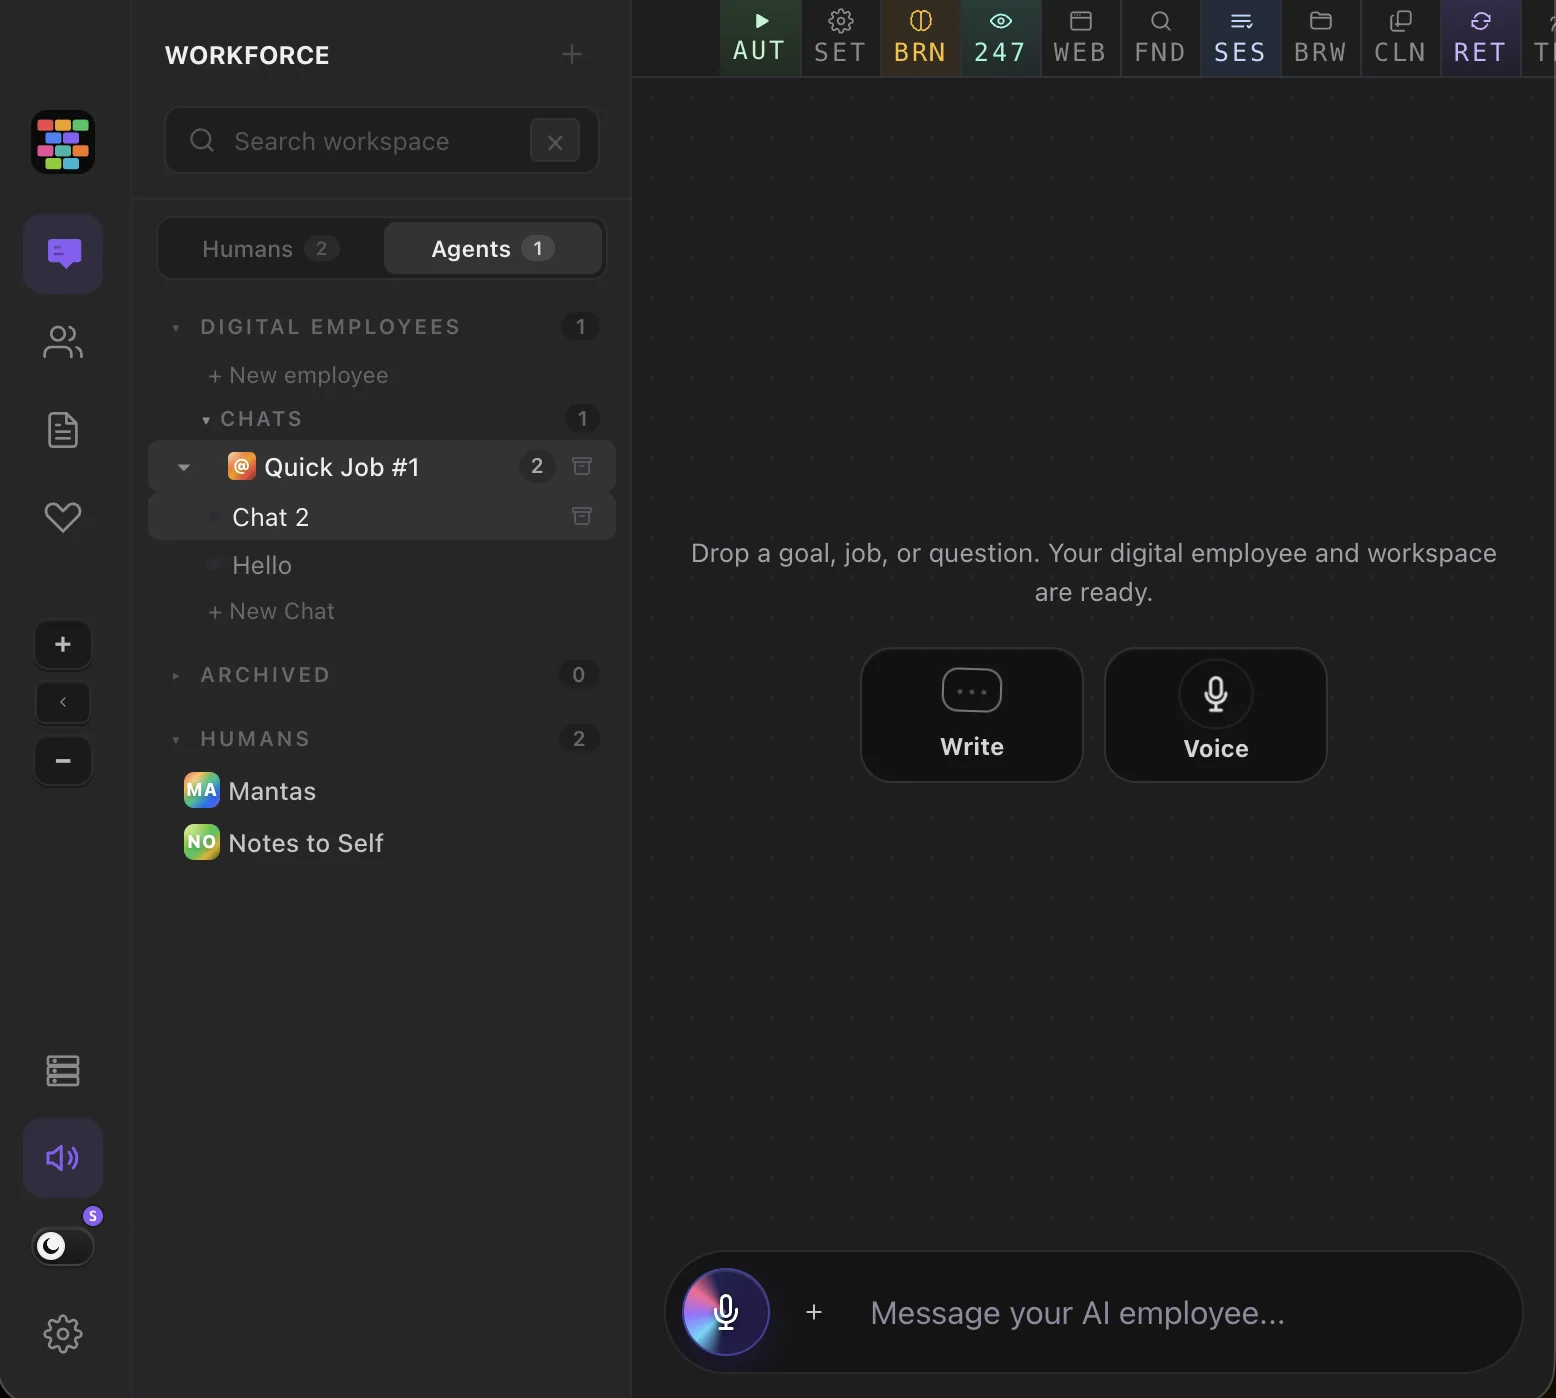 WORKFORCE
Search workspace
Humans 2
Agents 1
DIGITAL EMPLOYEES 1
+ New employee
CHATS 1
@ Quick Job #1 2
Chat 2
Hello
+ New Chat
ARCHIVED 0
HUMANS 2
MA Mantas
NO Notes to Self
S
AUT SET BRN 247 WEB FND SES BRW CLN RET
Drop a goal, job, or question. Your digital employee and workspace
are ready.
Write
Voice
Message your AI employee...